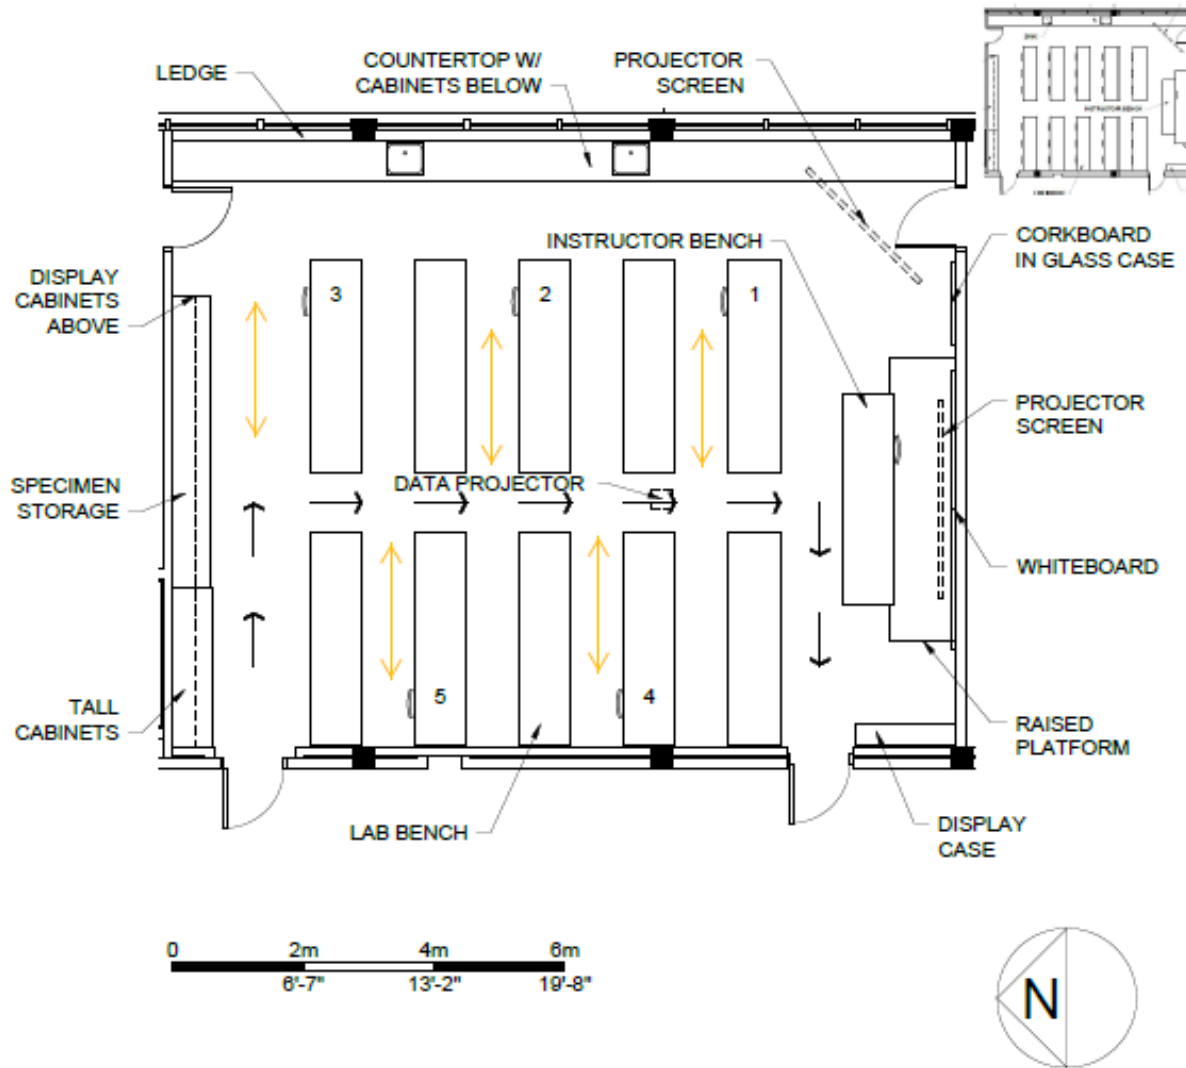 LEDGE
COUNTERTOP W/
CABINETS BELOW
PROJECTOR
SCREEN
INSTRUCTOR BENCH
CORKBOARD
IN GLASS CASE
DISPLAY
CABINETS
ABOVE
3
2
1
PROJECTOR
SCREEN
SPECIMEN
STORAGE
DATA PROJECTOR
WHITEBOARD
TALL
CABINETS
5
4
RAISED
PLATFORM
LAB BENCH
DISPLAY
CASE
0 2m 4m 6m
6'-7" 13'-2" 19'-8"
N